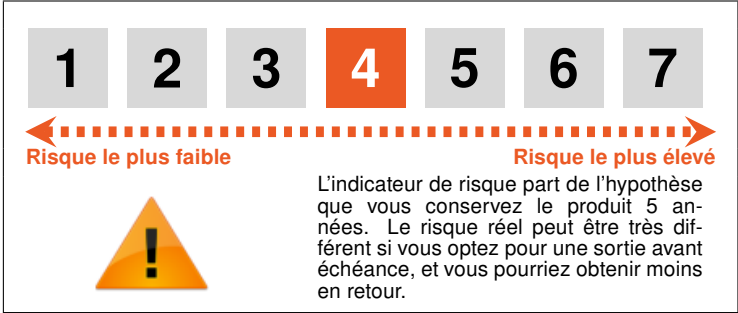 1 2 3 4 5 6 7
Risque le plus faible Risque le plus élevé
L'indicateur de risque part de l'hypothèse
que vous conservez le produit 5 an-
nées. Le risque réel peut être très dif-
férent si vous optez pour une sortie avant
échéance, et vous pourriez obtenir moins
en retour.